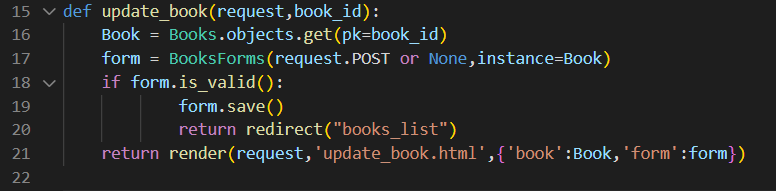 15 def update_book(request,book_id):
16 Book = Books.objects.get(pk=book_id)
17 form = BooksForms(request.POST or None,instance=Book)
18 if form.is_valid():
19 form.save()
20 return redirect("books_list")
21 return render(request,'update_book.html',{'book':Book,'form':form})
22